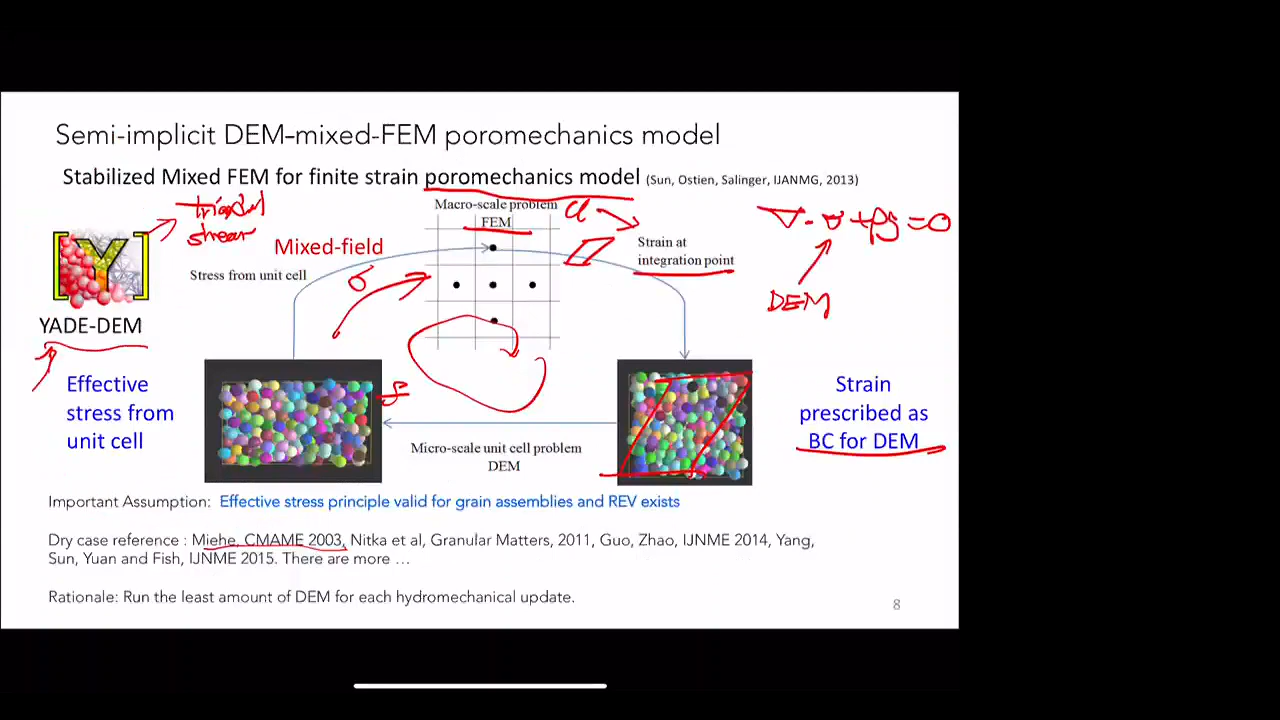 Semi-implicit DEM-mixed-FEM poromechanics model
Stabilized Mixed FEM for finite strain poromechanics model (Sun, Ostien, Salinger, IJANMG, 2013)
triaxial
shear
Macro-scale problem
FEM
u
∇·σ+ρg=0
Mixed-field
Strain at
integration point
Stress from unit cell
σ
DEM
Y
YADE-DEM
Effective
stress from
unit cell
Strain
prescribed as
BC for DEM
Micro-scale unit cell problem
DEM
Important Assumption: Effective stress principle valid for grain assemblies and REV exists
Dry case reference : Miehe, CMAME 2003, Nitka et al, Granular Matters, 2011, Guo, Zhao, IJNME 2014, Yang,
Sun, Yuan and Fish, IJNME 2015. There are more …
Rationale: Run the least amount of DEM for each hydromechanical update.
8